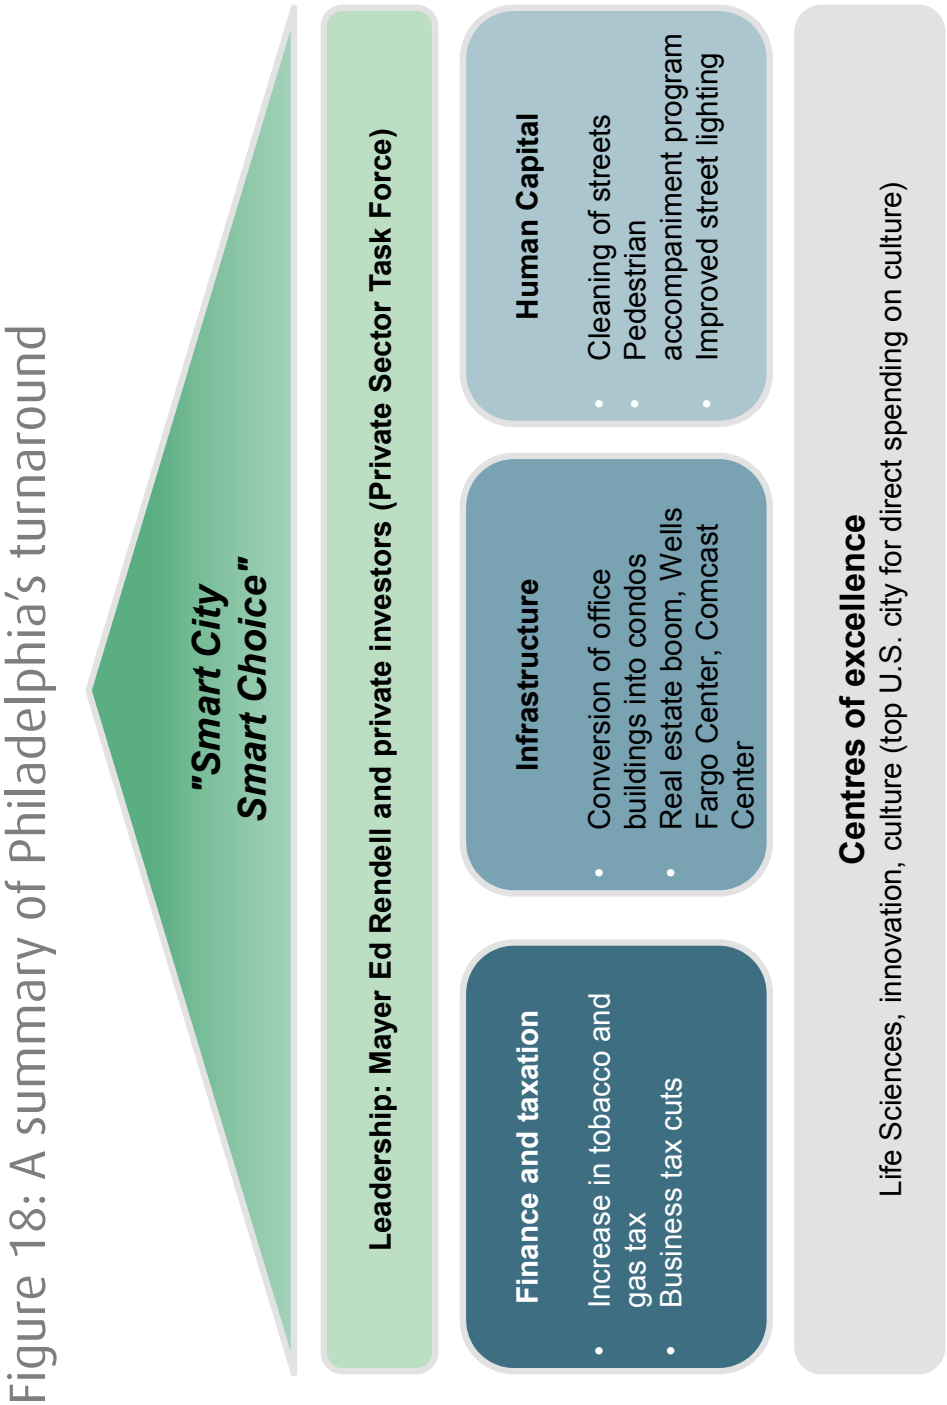 Figure 18: A summary of Philadelphia's turnaround
"Smart City
Smart Choice"
Leadership: Mayer Ed Rendell and private investors (Private Sector Task Force)
Finance and taxation
• Increase in tobacco and
gas tax
• Business tax cuts
Infrastructure
• Conversion of office
buildings into condos
• Real estate boom, Wells
Fargo Center, Comcast
Center
Human Capital
• Cleaning of streets
• Pedestrian
accompaniment program
• Improved street lighting
Centres of excellence
Life Sciences, innovation, culture (top U.S. city for direct spending on culture)